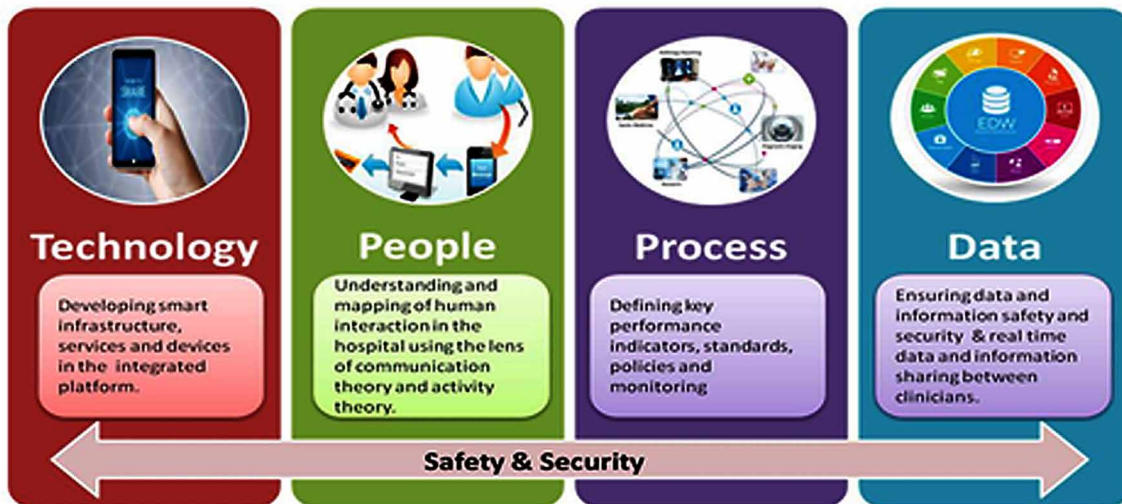 SHARE
EDW
Technology
People
Process
Data
Developing smart
infrastructure,
services and devices
in the integrated
platform.
Understanding and
mapping of human
interaction in the
hospital using the lens
of communication
theory and activity
theory.
Defining key
performance
indicators, standards,
policies and
monitoring
Ensuring data and
information safety and
security & real time
data and information
sharing between
clinicians.
Safety & Security